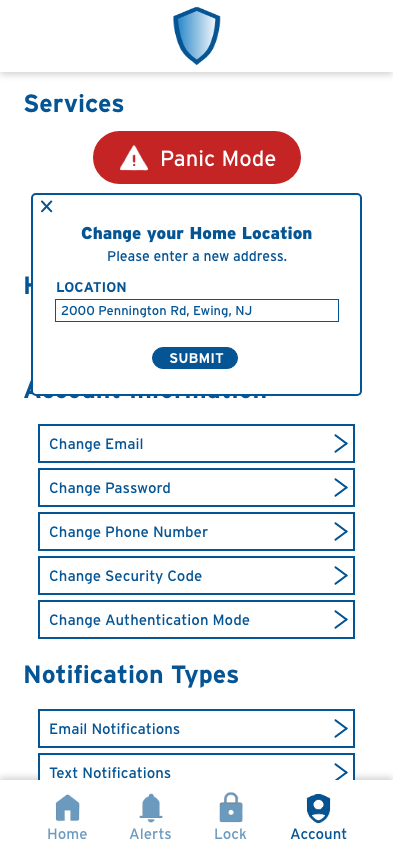 Services
Panic Mode
Change your Home Location
Please enter a new address.
LOCATION
2000 Pennington Rd, Ewing, NJ
SUBMIT
Account Information
Change Email
Change Password
Change Phone Number
Change Security Code
Change Authentication Mode
Notification Types
Email Notifications
Text Notifications
Home
Alerts
Lock
Account